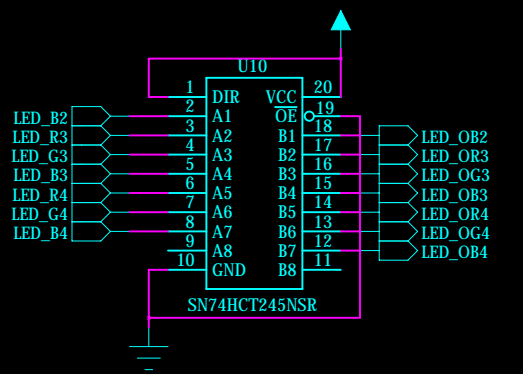 U10
1 DIR VCC 20
LED_B2 2 A1 OE 19
LED_R3 3 A2 B1 18 LED_OB2
LED_G3 4 A3 B2 17 LED_OR3
LED_B3 5 A4 B3 16 LED_OG3
LED_R4 6 A5 B4 15 LED_OB3
LED_G4 7 A6 B5 14 LED_OR4
LED_B4 8 A7 B6 13 LED_OG4
9 A8 B7 12 LED_OB4
10 GND B8 11
SN74HCT245NSR